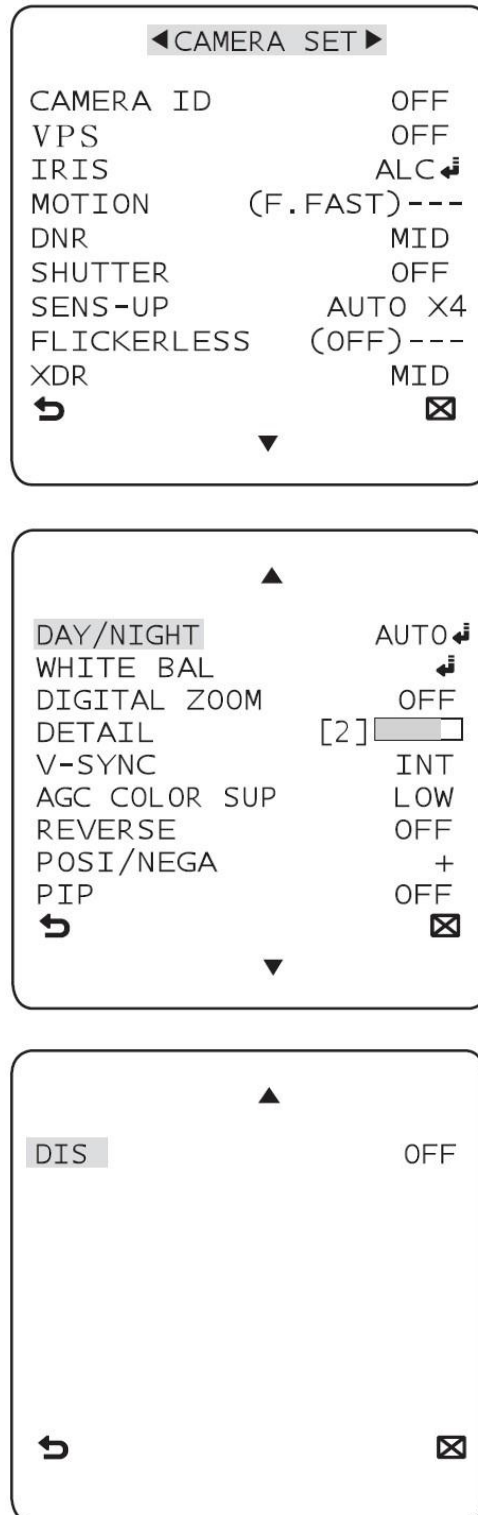 ◀CAMERA SET▶
CAMERA ID OFF
VPS OFF
IRIS ALC↲
MOTION (F.FAST)---
DNR MID
SHUTTER OFF
SENS-UP AUTO X4
FLICKERLESS (OFF)---
XDR MID
DAY/NIGHT AUTO↲
WHITE BAL ↲
DIGITAL ZOOM OFF
DETAIL [2]
V-SYNC INT
AGC COLOR SUP LOW
REVERSE OFF
POSI/NEGA +
PIP OFF
DIS OFF